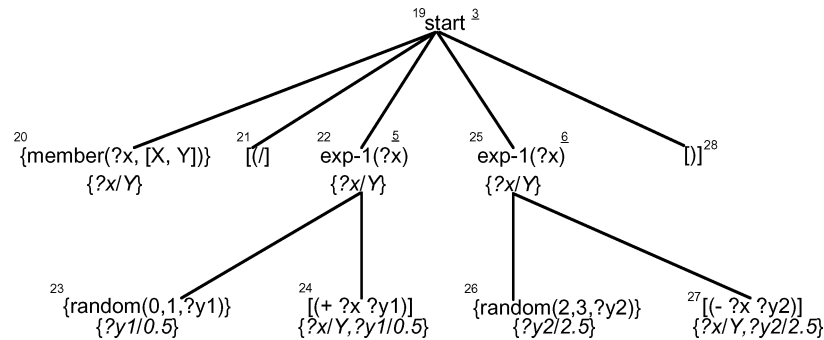 19 start 3
20 21 22 5 25 6 28
{member(?x, [X, Y])} [(/] exp-1(?x) exp-1(?x) [)]
{?x/Y} {?x/Y} {?x/Y}
23 24 26 27
{random(0,1,?y1)} [(+ ?x ?y1)] {random(2,3,?y2)} [(- ?x ?y2)]
{?y1/0.5} {?x/Y,?y1/0.5} {?y2/2.5} {?x/Y,?y2/2.5}